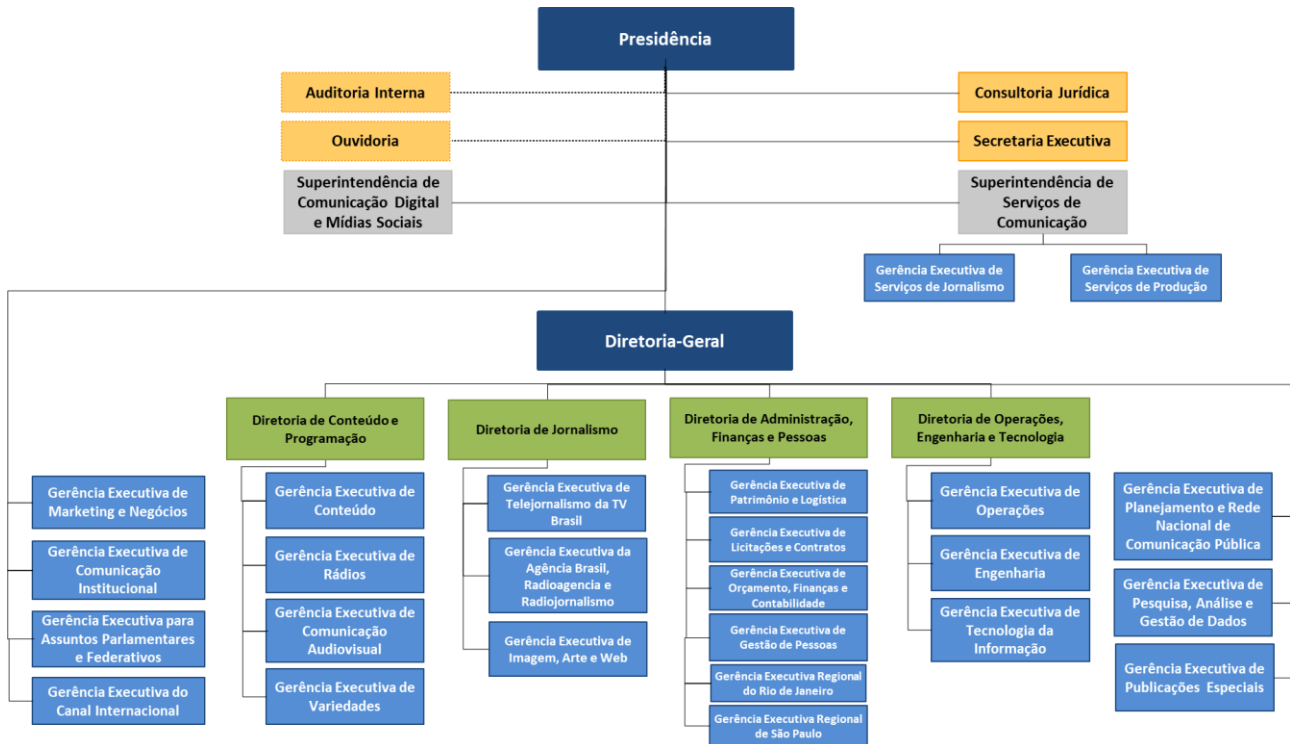 Presidência
Auditoria Interna
Consultoria Jurídica
Ouvidoria
Secretaria Executiva
Superintendência de
Comunicação Digital
e Mídias Sociais
Superintendência de
Serviços de
Comunicação
Gerência Executiva de
Serviços de Jornalismo
Gerência Executiva de
Serviços de Produção
Diretoria-Geral
Diretoria de Conteúdo e
Programação
Diretoria de Jornalismo
Diretoria de Administração,
Finanças e Pessoas
Diretoria de Operações,
Engenharia e Tecnologia
Gerência Executiva de
Marketing e Negócios
Gerência Executiva de
Comunicação
Institucional
Gerência Executiva para
Assuntos Parlamentares
e Federativos
Gerência Executiva do
Canal Internacional
Gerência Executiva de
Conteúdo
Gerência Executiva de
Rádios
Gerência Executiva de
Comunicação
Audiovisual
Gerência Executiva de
Variedades
Gerência Executiva de
Telejornalismo da TV
Brasil
Gerência Executiva da
Agência Brasil,
Radioagencia e
Radiojornalismo
Gerência Executiva de
Imagem, Arte e Web
Gerência Executiva de
Patrimônio e Logística
Gerência Executiva de
Licitações e Contratos
Gerência Executiva de
Orçamento, Finanças e
Contabilidade
Gerência Executiva de
Gestão de Pessoas
Gerência Executiva Regional
do Rio de Janeiro
Gerência Executiva Regional
de São Paulo
Gerência Executiva de
Operações
Gerência Executiva de
Engenharia
Gerência Executiva de
Tecnologia da
Informação
Gerência Executiva de
Planejamento e Rede
Nacional de
Comunicação Pública
Gerência Executiva de
Pesquisa, Análise e
Gestão de Dados
Gerência Executiva de
Publicações Especiais